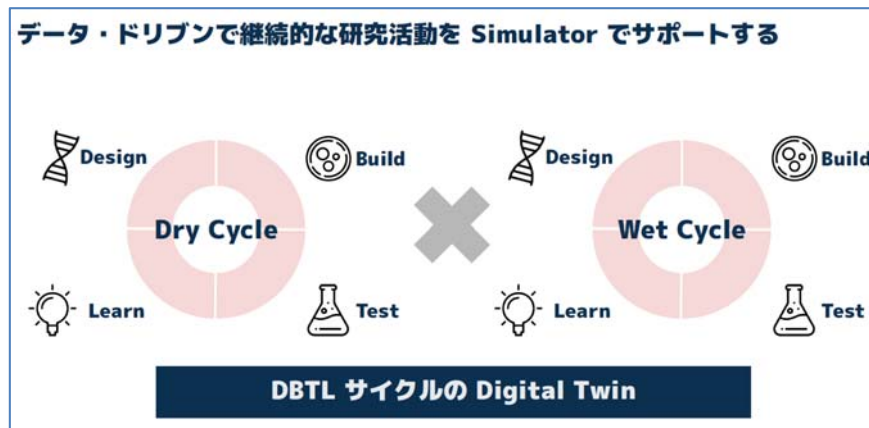 データ・ドリブンで継続的な研究活動を Simulator でサポートする
Design
Build
Dry Cycle
Learn
Test
Design
Build
Wet Cycle
Learn
Test
DBTL サイクルの Digital Twin